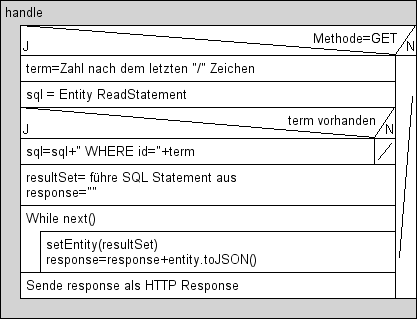 handle
Methode=GET
J
N
term=Zahl nach dem letzten "/" Zeichen
sql = Entity ReadStatement
term vorhanden
J
N
sql=sql+" WHERE id="+term
resultSet= führe SQL Statement aus
response=""
While next()
setEntity(resultSet)
response=response+entity.toJSON()
Sende response als HTTP Response